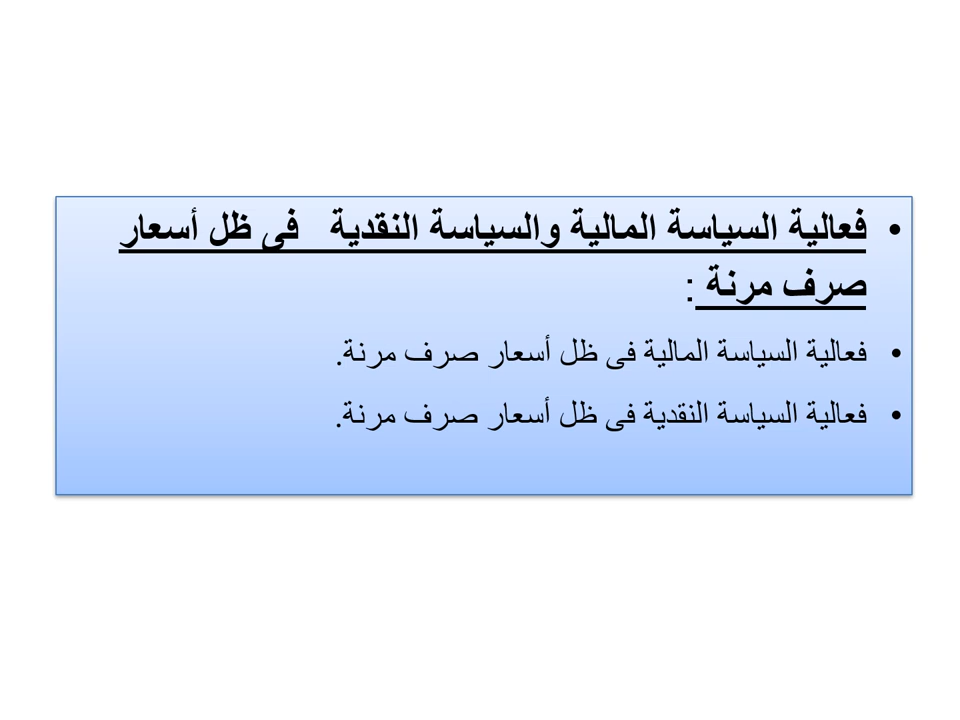 • فعالية السياسة المالية والسياسة النقدية فى ظل أسعار
صرف مرنة :
• فعالية السياسة المالية فى ظل أسعار صرف مرنة.
• فعالية السياسة النقدية فى ظل أسعار صرف مرنة.